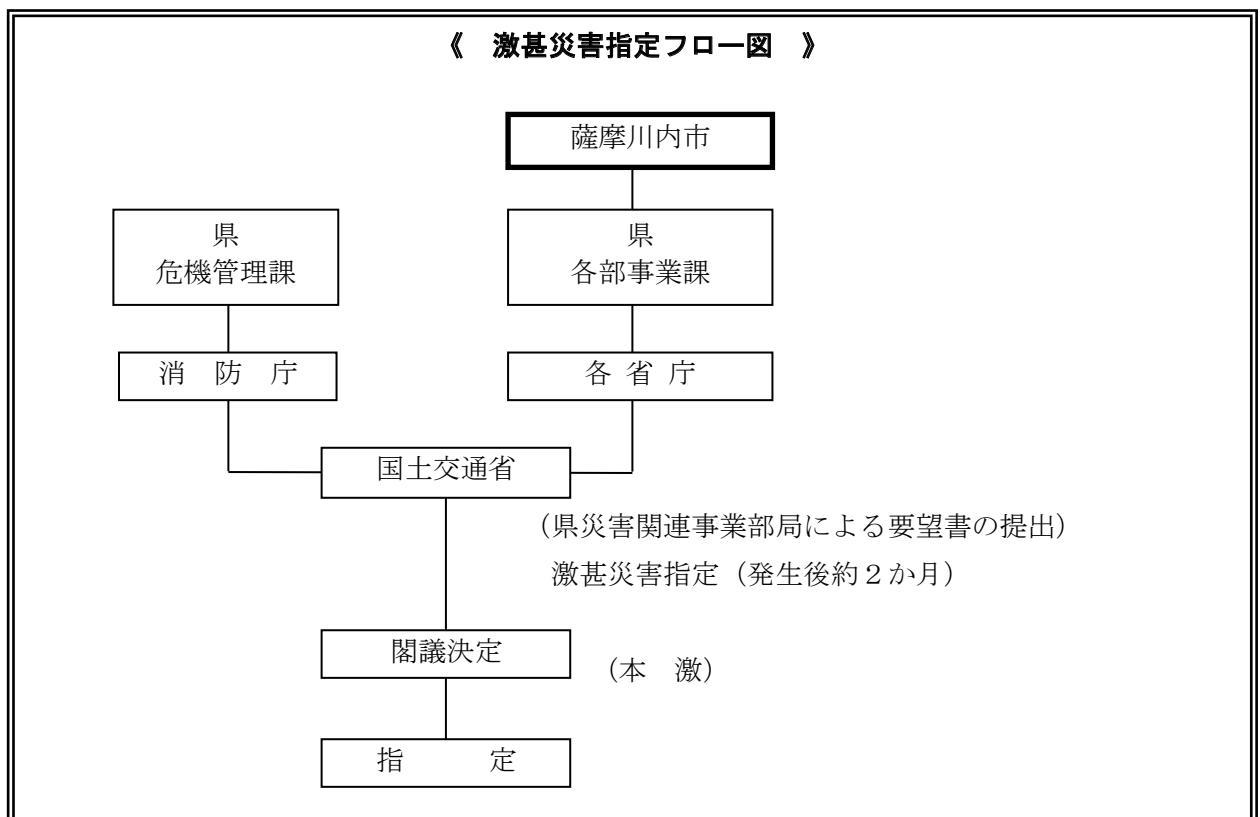 《　激甚災害指定フロー図　》
薩摩川内市
県
危機管理課
県
各部事業課
消　防　庁
各 省 庁
国土交通省
（県災害関連事業部局による要望書の提出）
激甚災害指定（発生後約２か月）
閣議決定
（本　激）
指　　　定